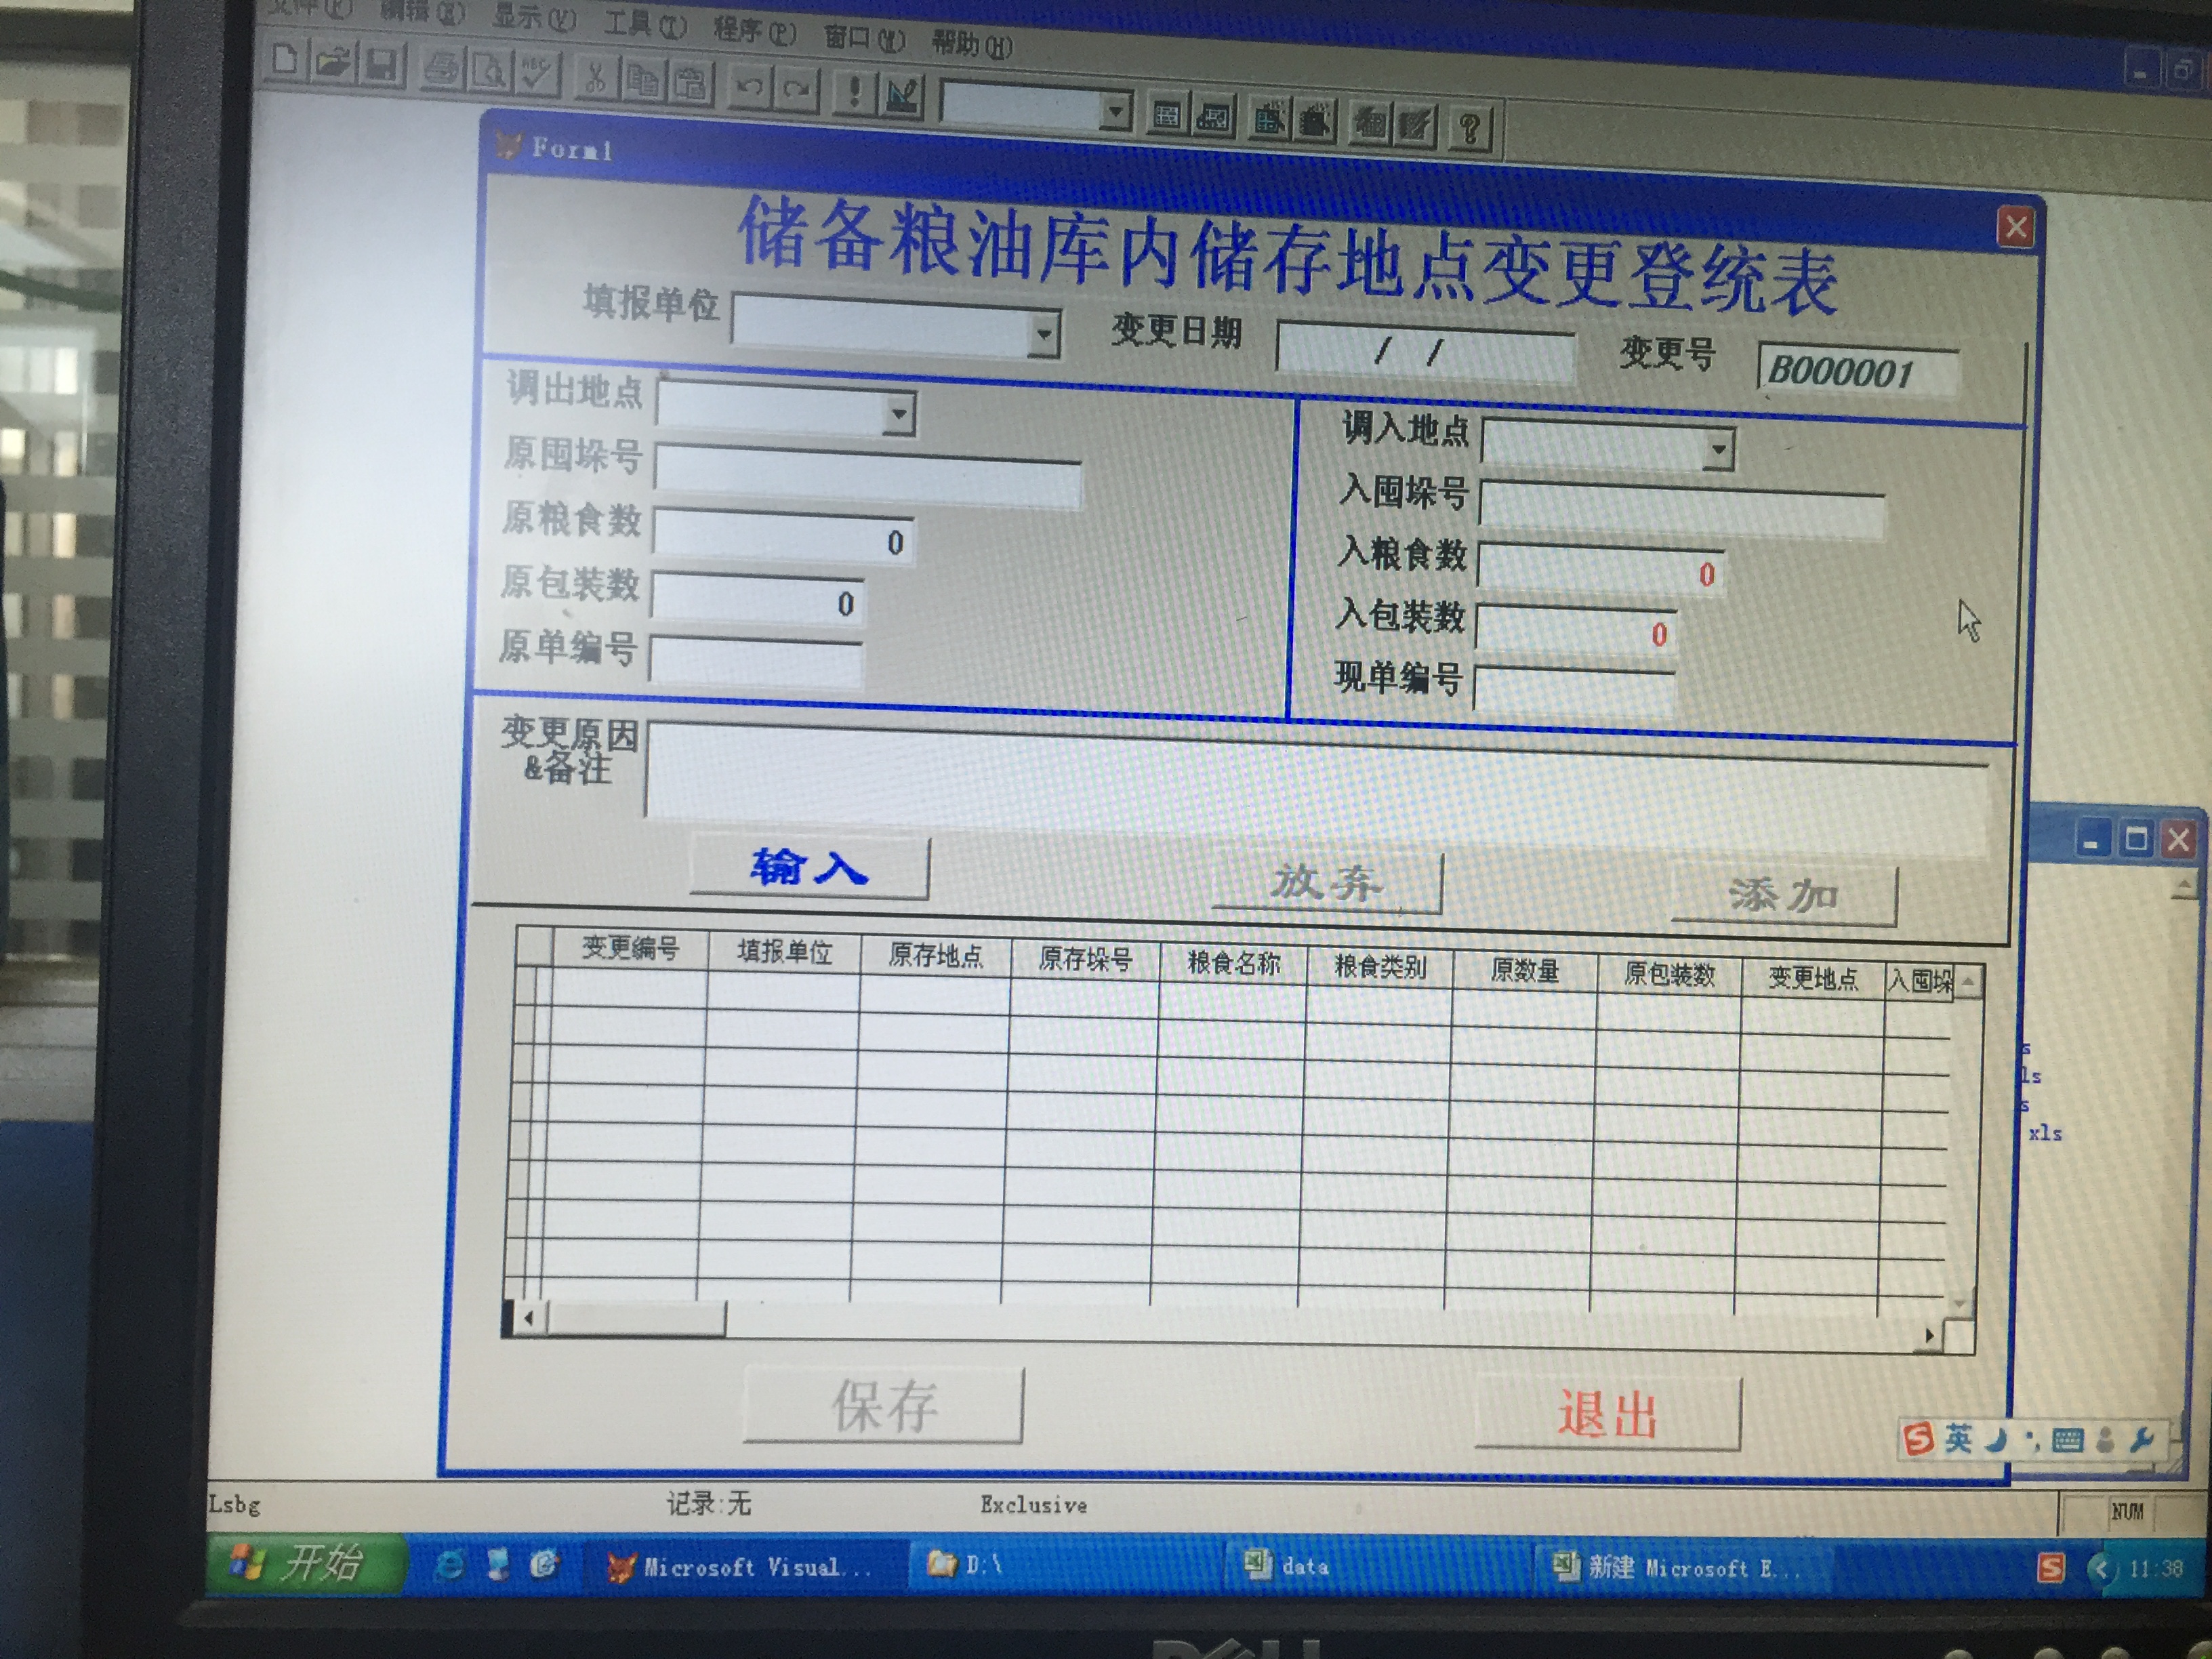 文件(F) 编辑(E) 显示(V) 工具(T) 程序(P) 窗口(W) 帮助(H)
ABC
Form1
储备粮油库内储存地点变更登统表
填报单位 变更日期 / / 变更号 B000001
调出地点 调入地点
原囤垛号 入囤垛号
原粮食数 0 入粮食数 0
原包装数 0 入包装数 0
原单编号 现单编号
变更原因
&备注
输入 放弃 添加
变更编号 填报单位 原存地点 原存垛号 粮食名称 粮食类别 原数量 原包装数 变更地点 入囤垛
s
ls
s
xls
保存 退出
英
Lsbg 记录:无 Exclusive NUM
开始 Microsoft Visual... D:\ data 新建 Microsoft E... 11:38
DELL